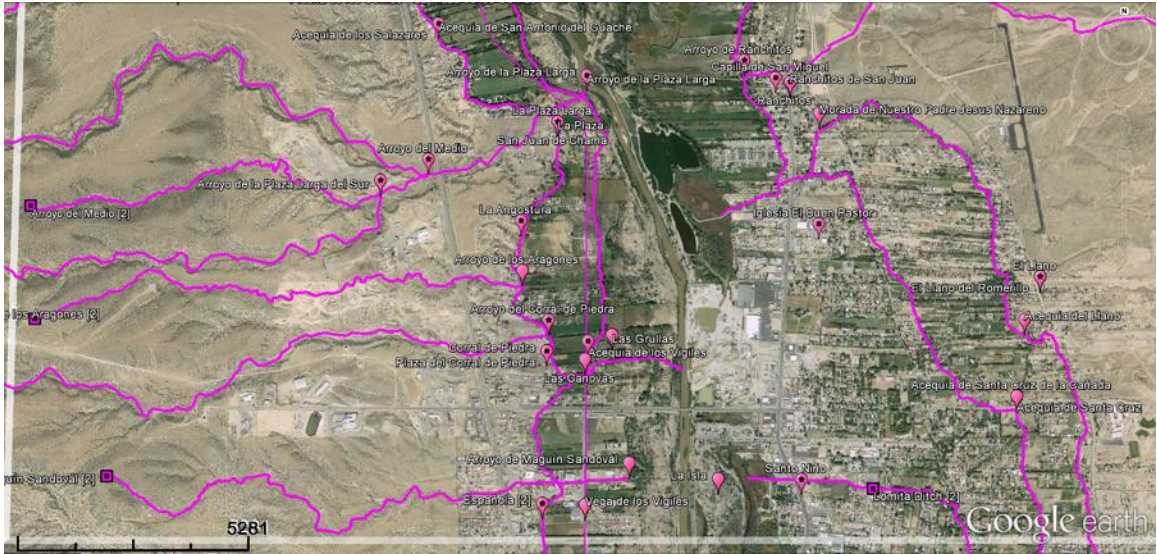 N
Acequia de San Antonio del Guache
Acequia de los Salazares
Arroyo de Ranchitos
Capilla de San Miguel
Arroyo de la Plaza Larga
Arroyo de la Plaza Larga
Ranchitos de San Juan
Ranchitos
Morada de Nuestro Padre Jesus Nazareno
La Plaza Larga
La Plaza
San Juan de Chama
Arroyo del Medio
Arroyo de la Plaza Larga del Sur
Arroyo del Medio [2]
La Angostura
Iglesia El Buen Pastor
Arroyo de los Aragones
El Llano
El Llano del Romerillo
e los Aragones [2]
Arroyo del Corral de Piedra
Acequia del Llano
Las Grullas
Corral de Piedra
Acequia de los Vigiles
Plaza del Corral de Piedra
Las Canovas
Acequia de Santa Cruz de la Cañada
Acequia de Santa Cruz
Arroyo de Maguin Sandoval
guin Sandoval [2]
La Isla
Santo Niño
Española [2]
Vega de los Vigiles
Lomita Ditch [2]
5281
Google earth